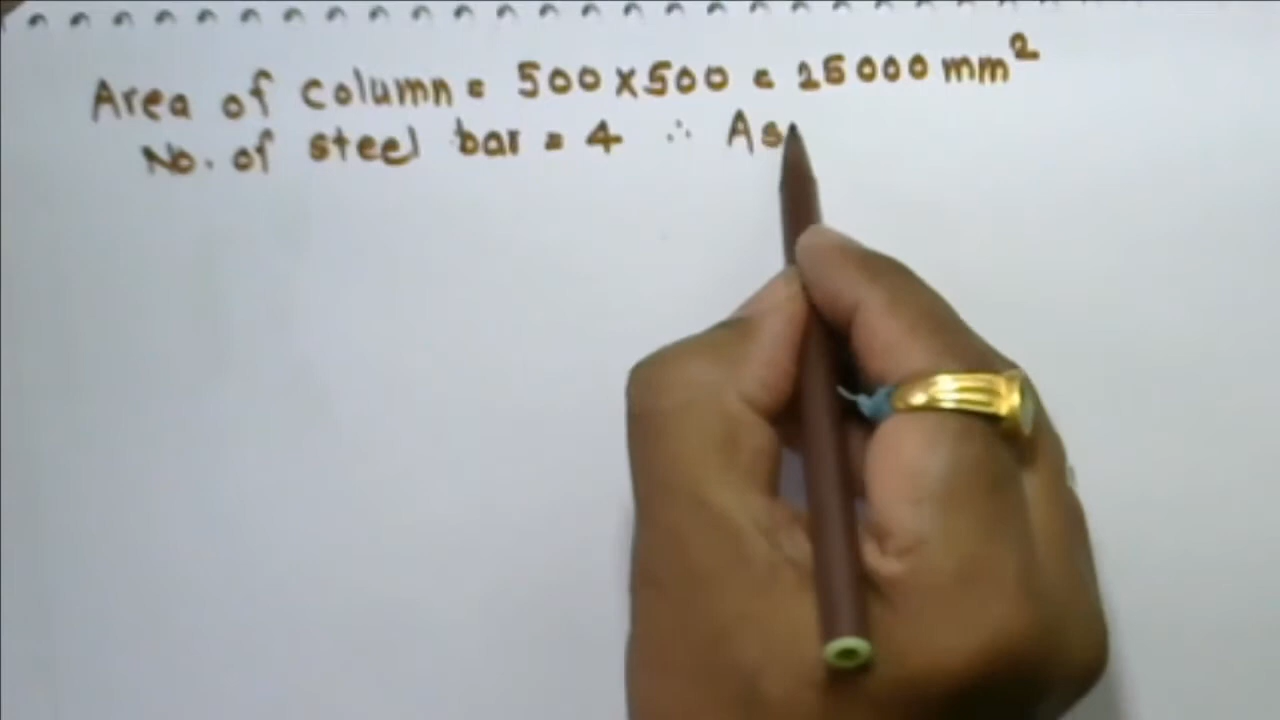 Area of column = 500 x 500 = 25000 mm²
No. of steel bar = 4 ∴ As